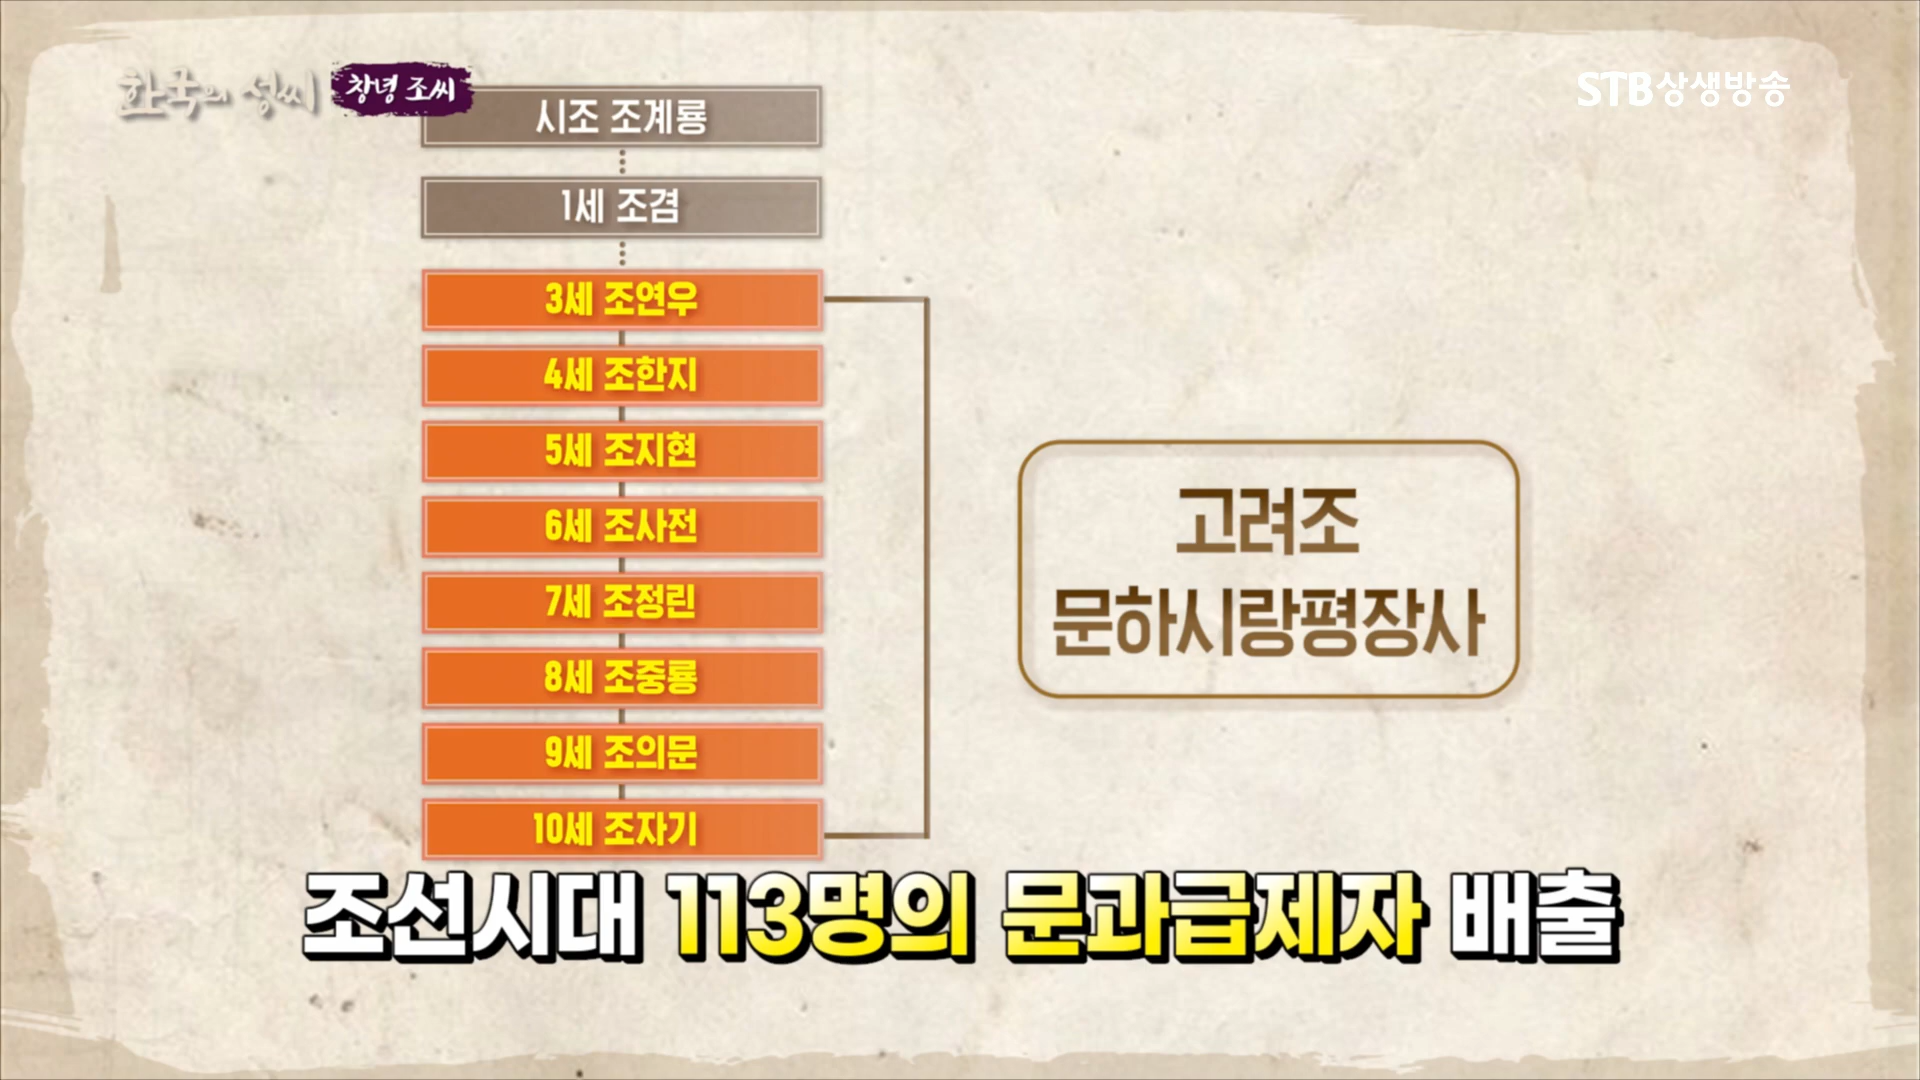 한국의 성씨 창녕 조씨
STB상생방송
시조 조계룡
1세 조겸
3세 조연우
4세 조한지
5세 조지현
6세 조사전
7세 조정린
8세 조중룡
9세 조의문
10세 조자기
고려조
문하시랑평장사
조선시대 113명의 문과급제자 배출